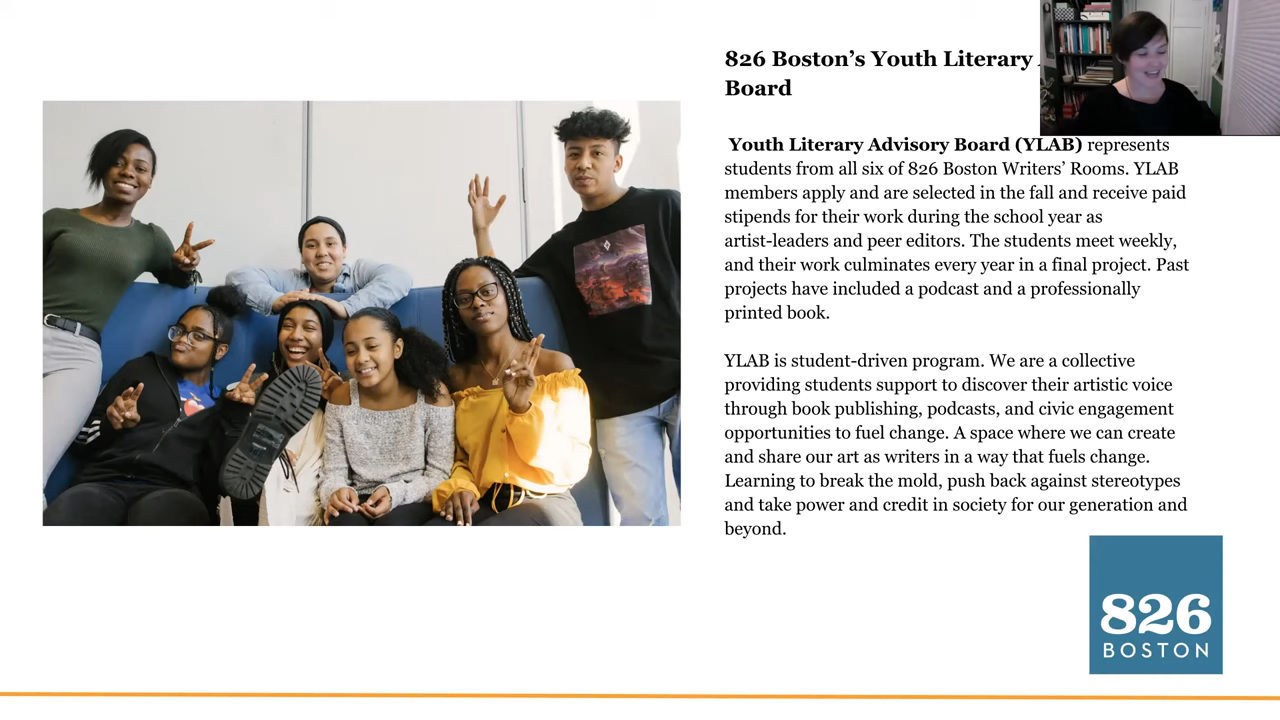 826 Boston’s Youth Literary
Board
Youth Literary Advisory Board (YLAB) represents
students from all six of 826 Boston Writers’ Rooms. YLAB
members apply and are selected in the fall and receive paid
stipends for their work during the school year as
artist-leaders and peer editors. The students meet weekly,
and their work culminates every year in a final project. Past
projects have included a podcast and a professionally
printed book.
YLAB is student-driven program. We are a collective
providing students support to discover their artistic voice
through book publishing, podcasts, and civic engagement
opportunities to fuel change. A space where we can create
and share our art as writers in a way that fuels change.
Learning to break the mold, push back against stereotypes
and take power and credit in society for our generation and
beyond.
826
BOSTON